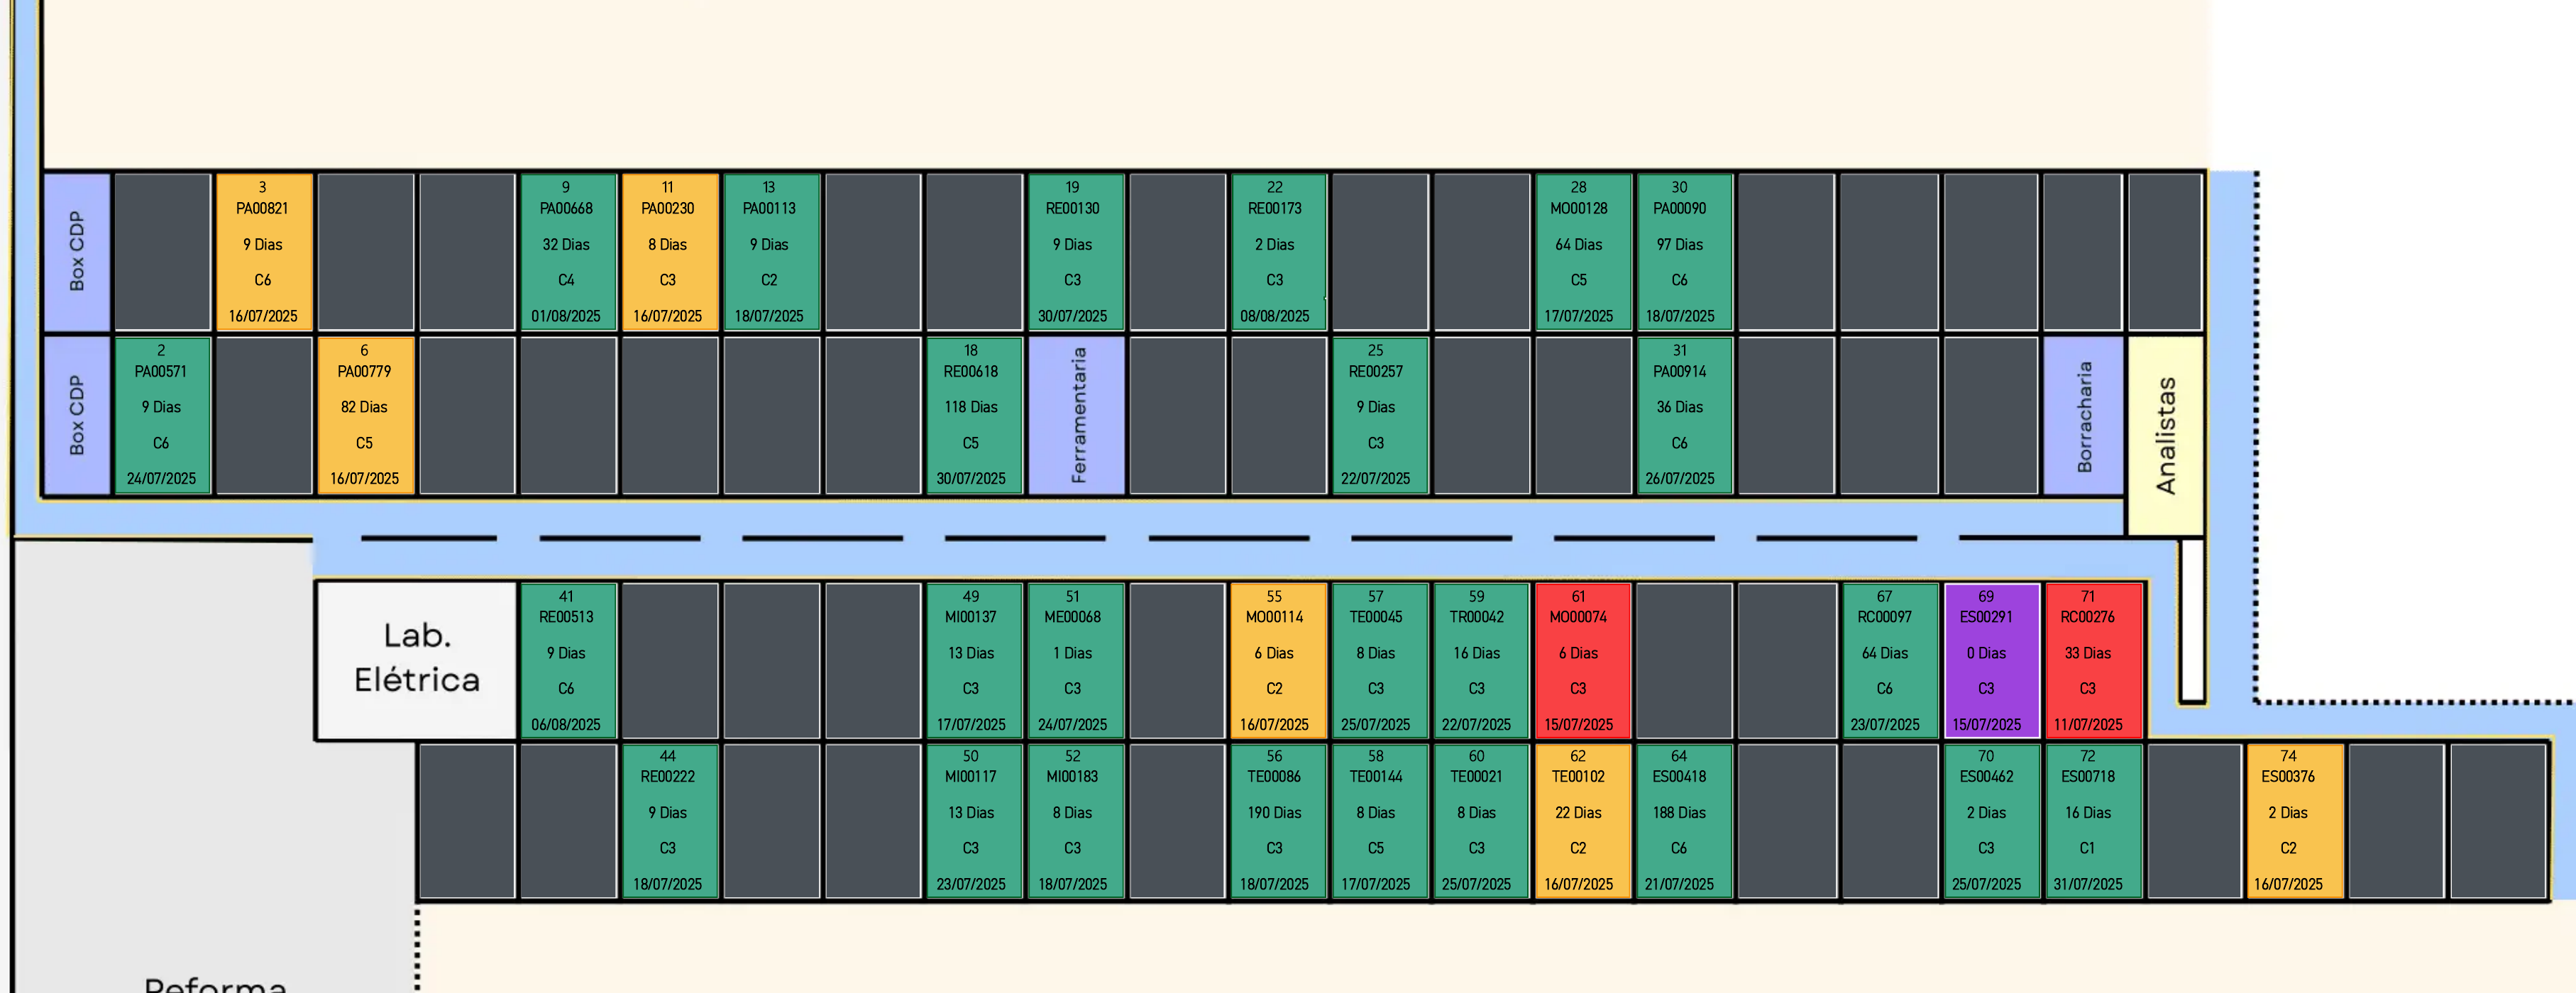 Box CDP
3
PA00821
9 Dias
C6
16/07/2025
9
PA00668
32 Dias
C4
01/08/2025
11
PA00230
8 Dias
C3
16/07/2025
13
PA00113
9 Dias
C2
18/07/2025
19
RE00130
9 Dias
C3
30/07/2025
22
RE00173
2 Dias
C3
08/08/2025
28
MO00128
64 Dias
C5
17/07/2025
30
PA00090
97 Dias
C6
18/07/2025
Box CDP
2
PA00571
9 Dias
C6
24/07/2025
6
PA00779
82 Dias
C5
16/07/2025
18
RE00618
118 Dias
C5
30/07/2025
Ferramentaria
25
RE00257
9 Dias
C3
22/07/2025
31
PA00914
36 Dias
C6
26/07/2025
Borracharia
Analistas
Lab.
Elétrica
41
RE00513
9 Dias
C6
06/08/2025
49
MI00137
13 Dias
C3
17/07/2025
51
ME00068
1 Dias
C3
24/07/2025
55
MO00114
6 Dias
C2
16/07/2025
57
TE00045
8 Dias
C3
25/07/2025
59
TR00042
16 Dias
C3
22/07/2025
61
MO00074
6 Dias
C3
15/07/2025
67
RC00097
64 Dias
C6
23/07/2025
69
ES00291
0 Dias
C3
15/07/2025
71
RC00276
33 Dias
C3
11/07/2025
44
RE00222
9 Dias
C3
18/07/2025
50
MI00117
13 Dias
C3
23/07/2025
52
MI00183
8 Dias
C3
18/07/2025
56
TE00086
190 Dias
C3
18/07/2025
58
TE00144
8 Dias
C5
17/07/2025
60
TE00021
8 Dias
C3
25/07/2025
62
TE00102
22 Dias
C2
16/07/2025
64
ES00418
188 Dias
C6
21/07/2025
70
ES00462
2 Dias
C3
25/07/2025
72
ES00718
16 Dias
C1
31/07/2025
74
ES00376
2 Dias
C2
16/07/2025
Reforma